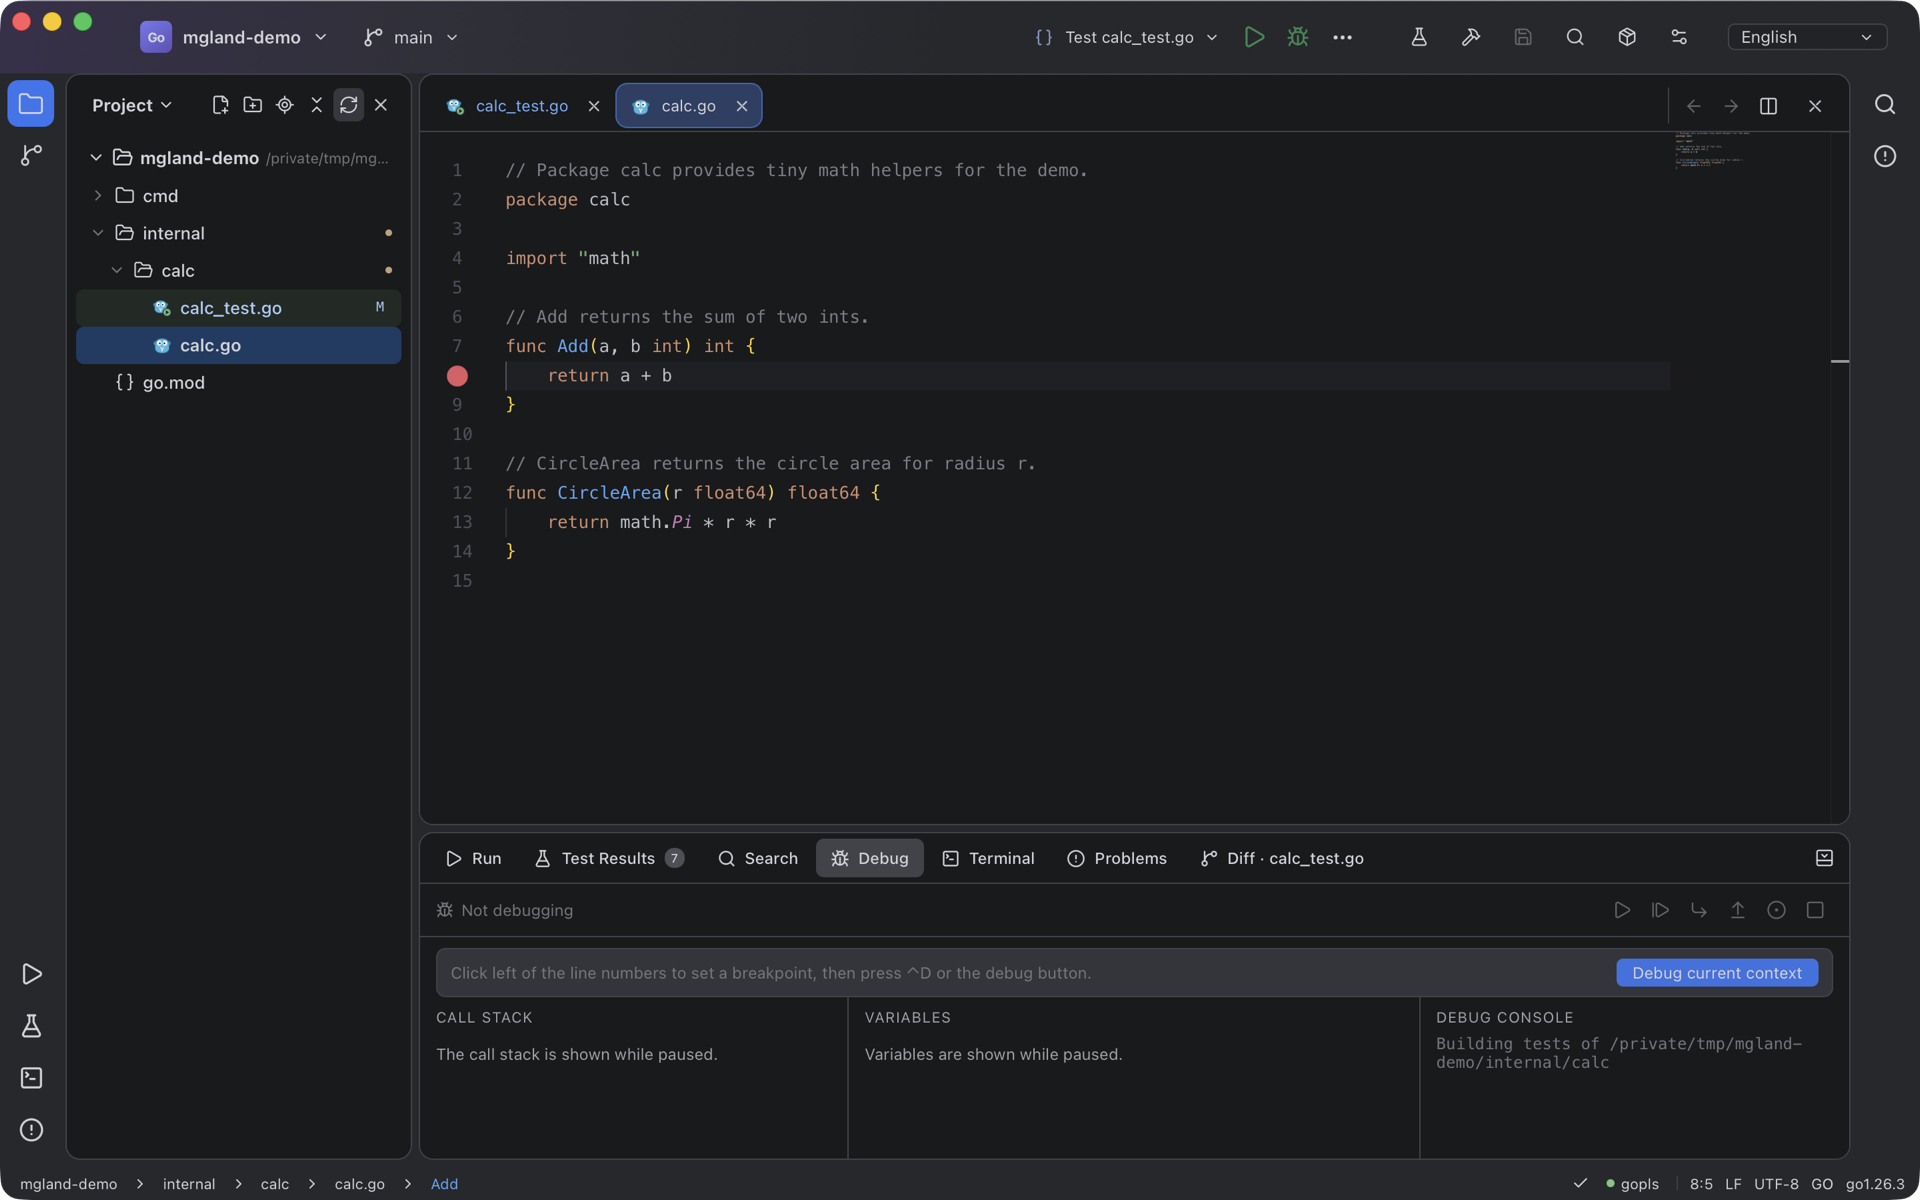 Go mgland-demo main Test calc_test.go English
Project
mgland-demo /private/tmp/mg...
cmd
internal
calc
calc_test.go M
calc.go
{} go.mod
calc_test.go calc.go
1 // Package calc provides tiny math helpers for the demo.
2 package calc
3
4 import "math"
5
6 // Add returns the sum of two ints.
7 func Add(a, b int) int {
return a + b
9 }
10
11 // CircleArea returns the circle area for radius r.
12 func CircleArea(r float64) float64 {
13 return math.Pi * r * r
14 }
15
Run Test Results 7 Search Debug Terminal Problems Diff · calc_test.go
Not debugging
Click left of the line numbers to set a breakpoint, then press ^D or the debug button. Debug current context
CALL STACK
The call stack is shown while paused.
VARIABLES
Variables are shown while paused.
DEBUG CONSOLE
Building tests of /private/tmp/mgland-
demo/internal/calc
mgland-demo > internal > calc > calc.go > Add gopls 8:5 LF UTF-8 GO go1.26.3